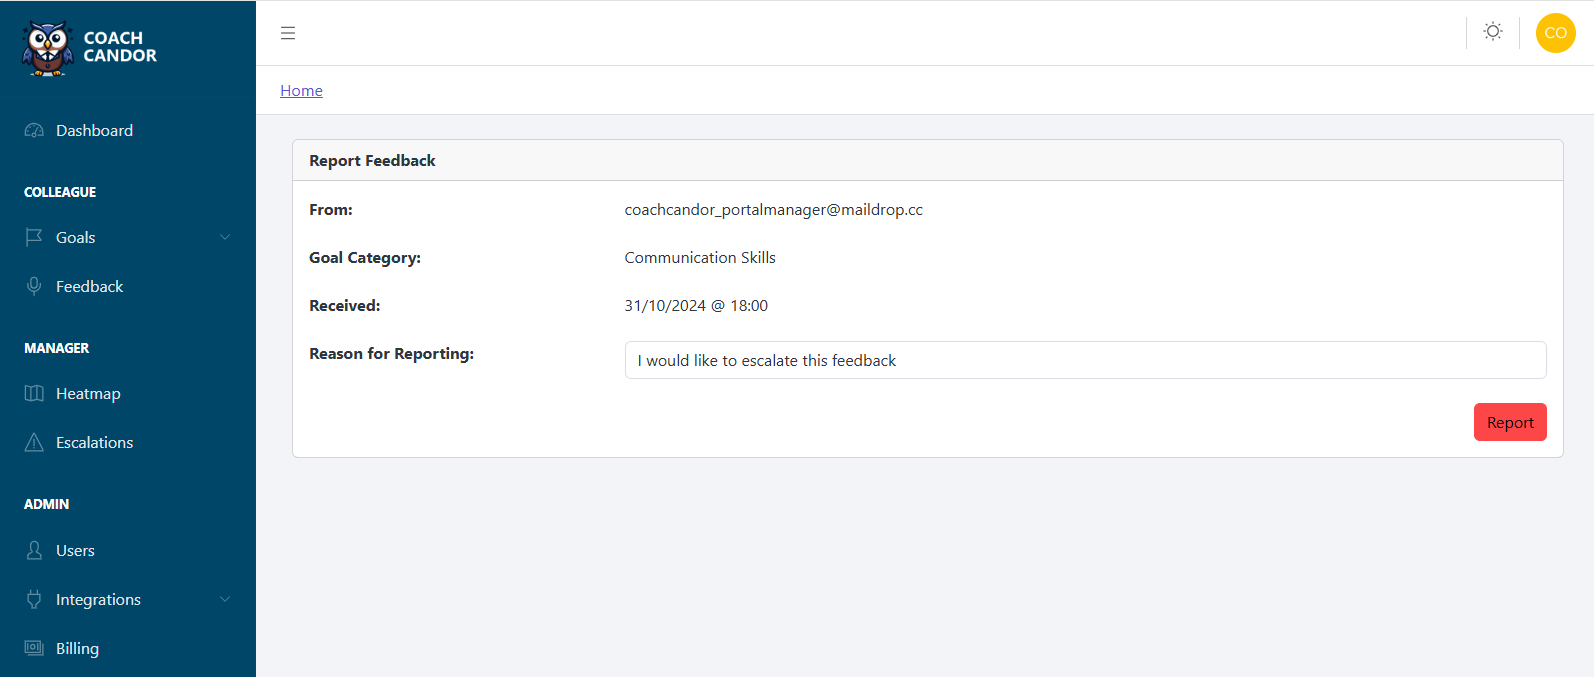 COACH
CANDOR
CO
Home
Dashboard
COLLEAGUE
Goals
Feedback
MANAGER
Heatmap
Escalations
ADMIN
Users
Integrations
Billing
Report Feedback
From: coachcandor_portalmanager@maildrop.cc
Goal Category: Communication Skills
Received: 31/10/2024 @ 18:00
Reason for Reporting: I would like to escalate this feedback
Report